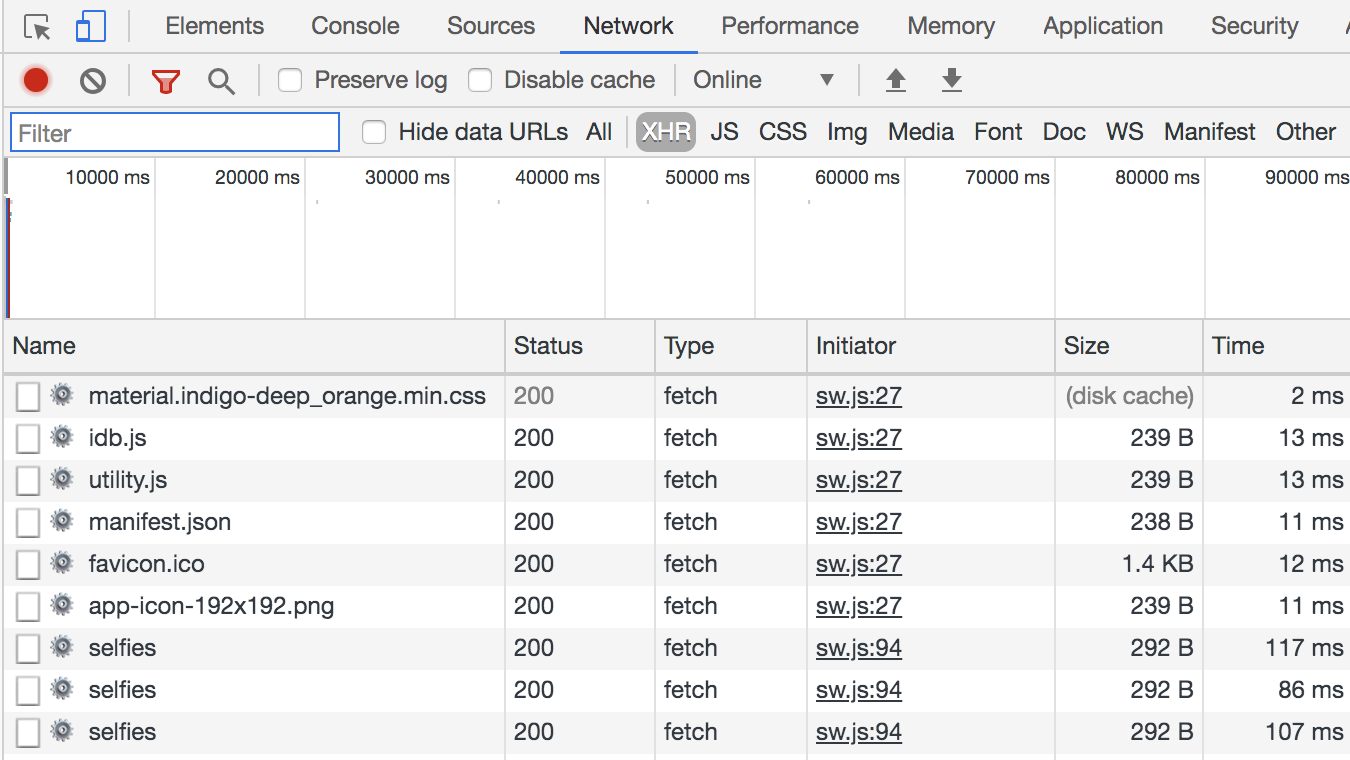 Elements Console Sources Network Performance Memory Application Security
Preserve log Disable cache Online
Filter Hide data URLs All XHR JS CSS Img Media Font Doc WS Manifest Other
10000 ms 20000 ms 30000 ms 40000 ms 50000 ms 60000 ms 70000 ms 80000 ms 90000 ms
Name Status Type Initiator Size Time
material.indigo-deep_orange.min.css 200 fetch sw.js:27 (disk cache) 2 ms
idb.js 200 fetch sw.js:27 239 B 13 ms
utility.js 200 fetch sw.js:27 239 B 13 ms
manifest.json 200 fetch sw.js:27 238 B 11 ms
favicon.ico 200 fetch sw.js:27 1.4 KB 12 ms
app-icon-192x192.png 200 fetch sw.js:27 239 B 11 ms
selfies 200 fetch sw.js:94 292 B 117 ms
selfies 200 fetch sw.js:94 292 B 86 ms
selfies 200 fetch sw.js:94 292 B 107 ms